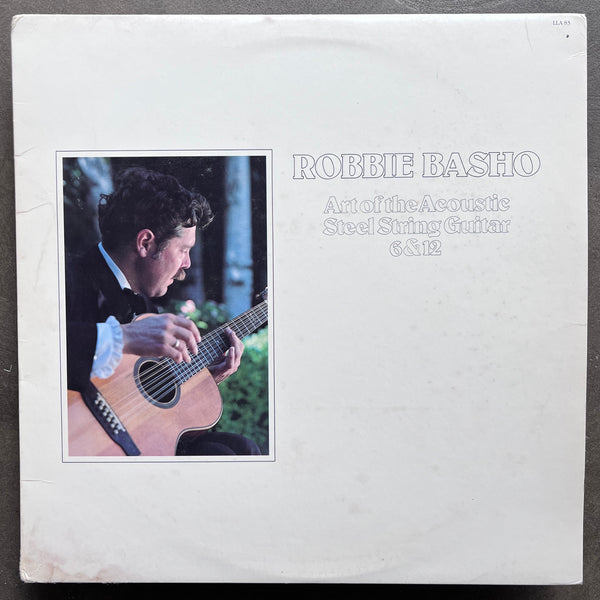 LLA 93
ROBBIE BASHO
Art of the Acoustic
Steel String Guitar
6 & 12